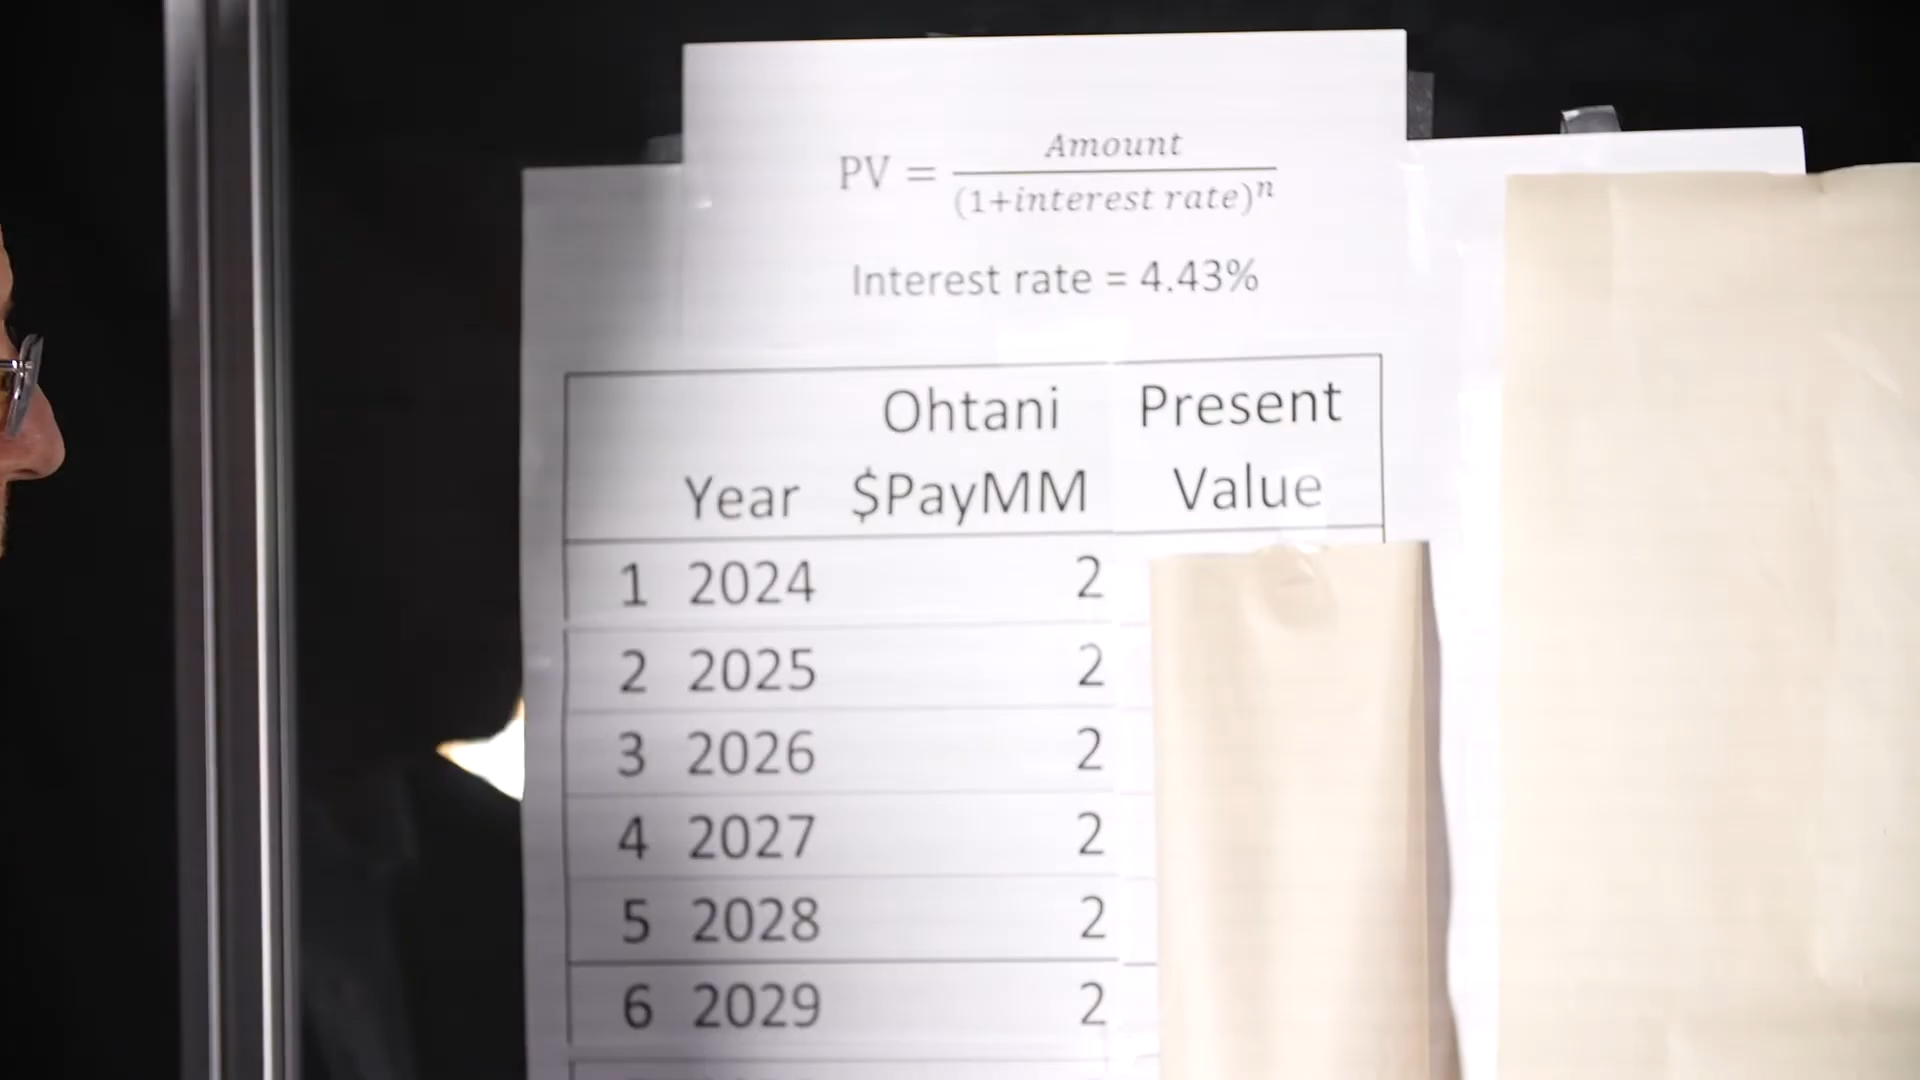 PV = Amount / (1+interest rate)^n
Interest rate = 4.43%
Ohtani Present
Year $PayMM Value
1 2024 2
2 2025 2
3 2026 2
4 2027 2
5 2028 2
6 2029 2